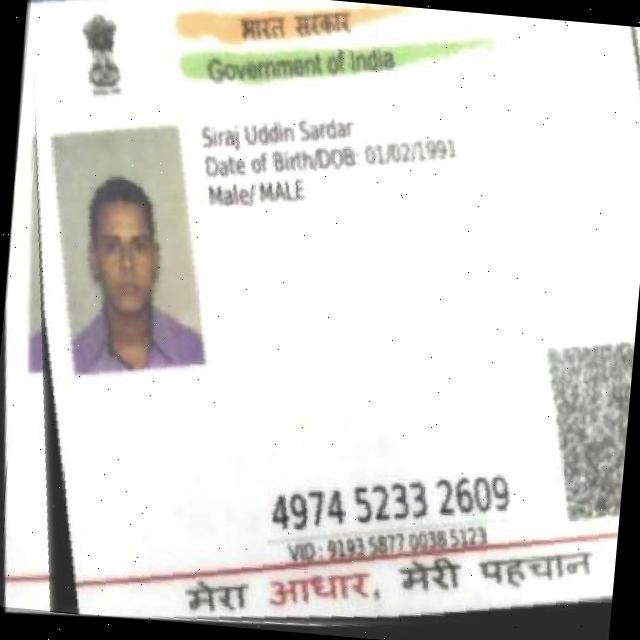 भारत सरकार
Government of India
Siraj Uddin Sardar
Date of Birth/DOB: 01/02/1991
Male/ MALE
4974 5233 2609
VID : 9193 5877 0038 5123
मेरा आधार, मेरी पहचान